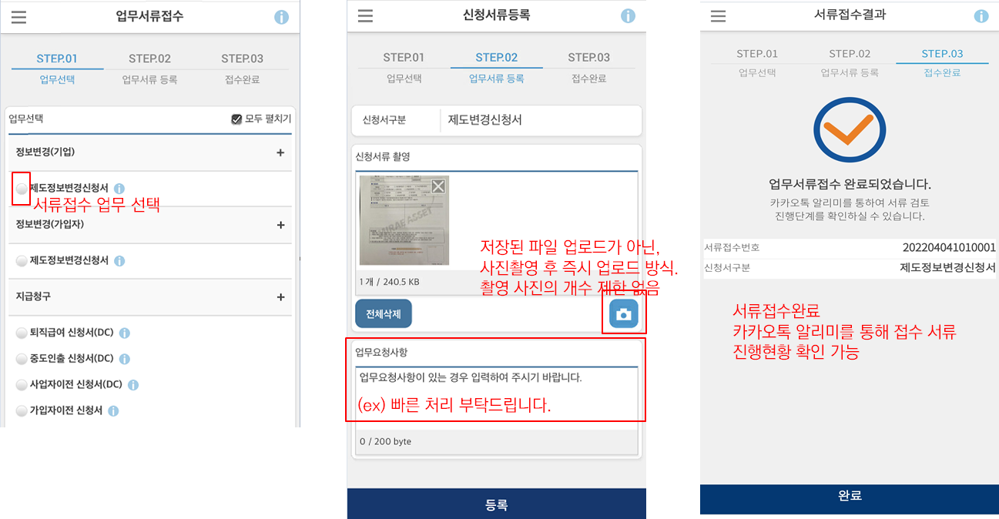 업무서류접수
STEP.01
STEP.02
STEP.03
업무선택
업무서류 등록
접수완료
업무선택
모두 펼치기
정보변경(기업)
제도정보변경신청서
서류접수 업무 선택
정보변경(가입자)
제도정보변경신청서
지급청구
퇴직급여 신청서(DC)
중도인출 신청서(DC)
사업자이전 신청서(DC)
가입자이전 신청서
신청서류등록
STEP.01
STEP.02
STEP.03
업무선택
업무서류 등록
접수완료
신청서구분
제도변경신청서
신청서류 촬영
MIRAE ASSET
저장된 파일 업로드가 아닌,
사진촬영 후 즉시 업로드 방식.
촬영 사진의 개수 제한 없음
1 개 / 240.5 KB
전체삭제
업무요청사항
업무요청사항이 있는 경우 입력하여 주시기 바랍니다.
(ex) 빠른 처리 부탁드립니다.
0 / 200 byte
등록
서류접수결과
STEP.01
STEP.02
STEP.03
업무선택
업무서류 등록
접수완료
업무서류접수 완료되었습니다.
카카오톡 알리미를 통하여 서류 검토
진행단계를 확인하실 수 있습니다.
서류접수번호
202204041010001
신청서구분
제도정보변경신청서
서류접수완료
카카오톡 알리미를 통해 접수 서류
진행현황 확인 가능
완료